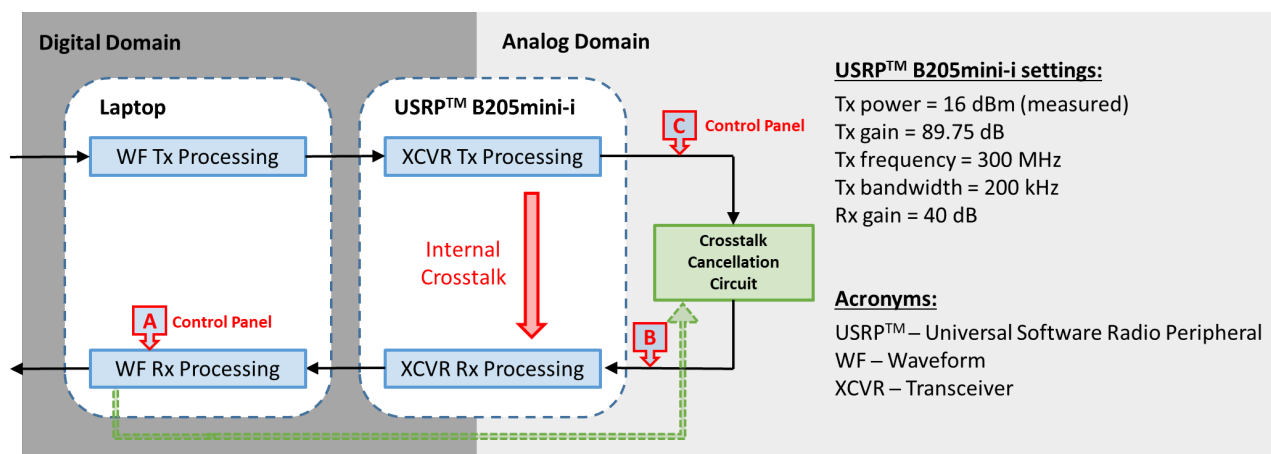 Digital Domain
Analog Domain
Laptop
USRP™ B205mini-i
WF Tx Processing
XCVR Tx Processing
C
Control Panel
Internal
Crosstalk
Crosstalk
Cancellation
Circuit
A
Control Panel
B
WF Rx Processing
XCVR Rx Processing
USRP™ B205mini-i settings:
Tx power = 16 dBm (measured)
Tx gain = 89.75 dB
Tx frequency = 300 MHz
Tx bandwidth = 200 kHz
Rx gain = 40 dB
Acronyms:
USRP™ – Universal Software Radio Peripheral
WF – Waveform
XCVR – Transceiver